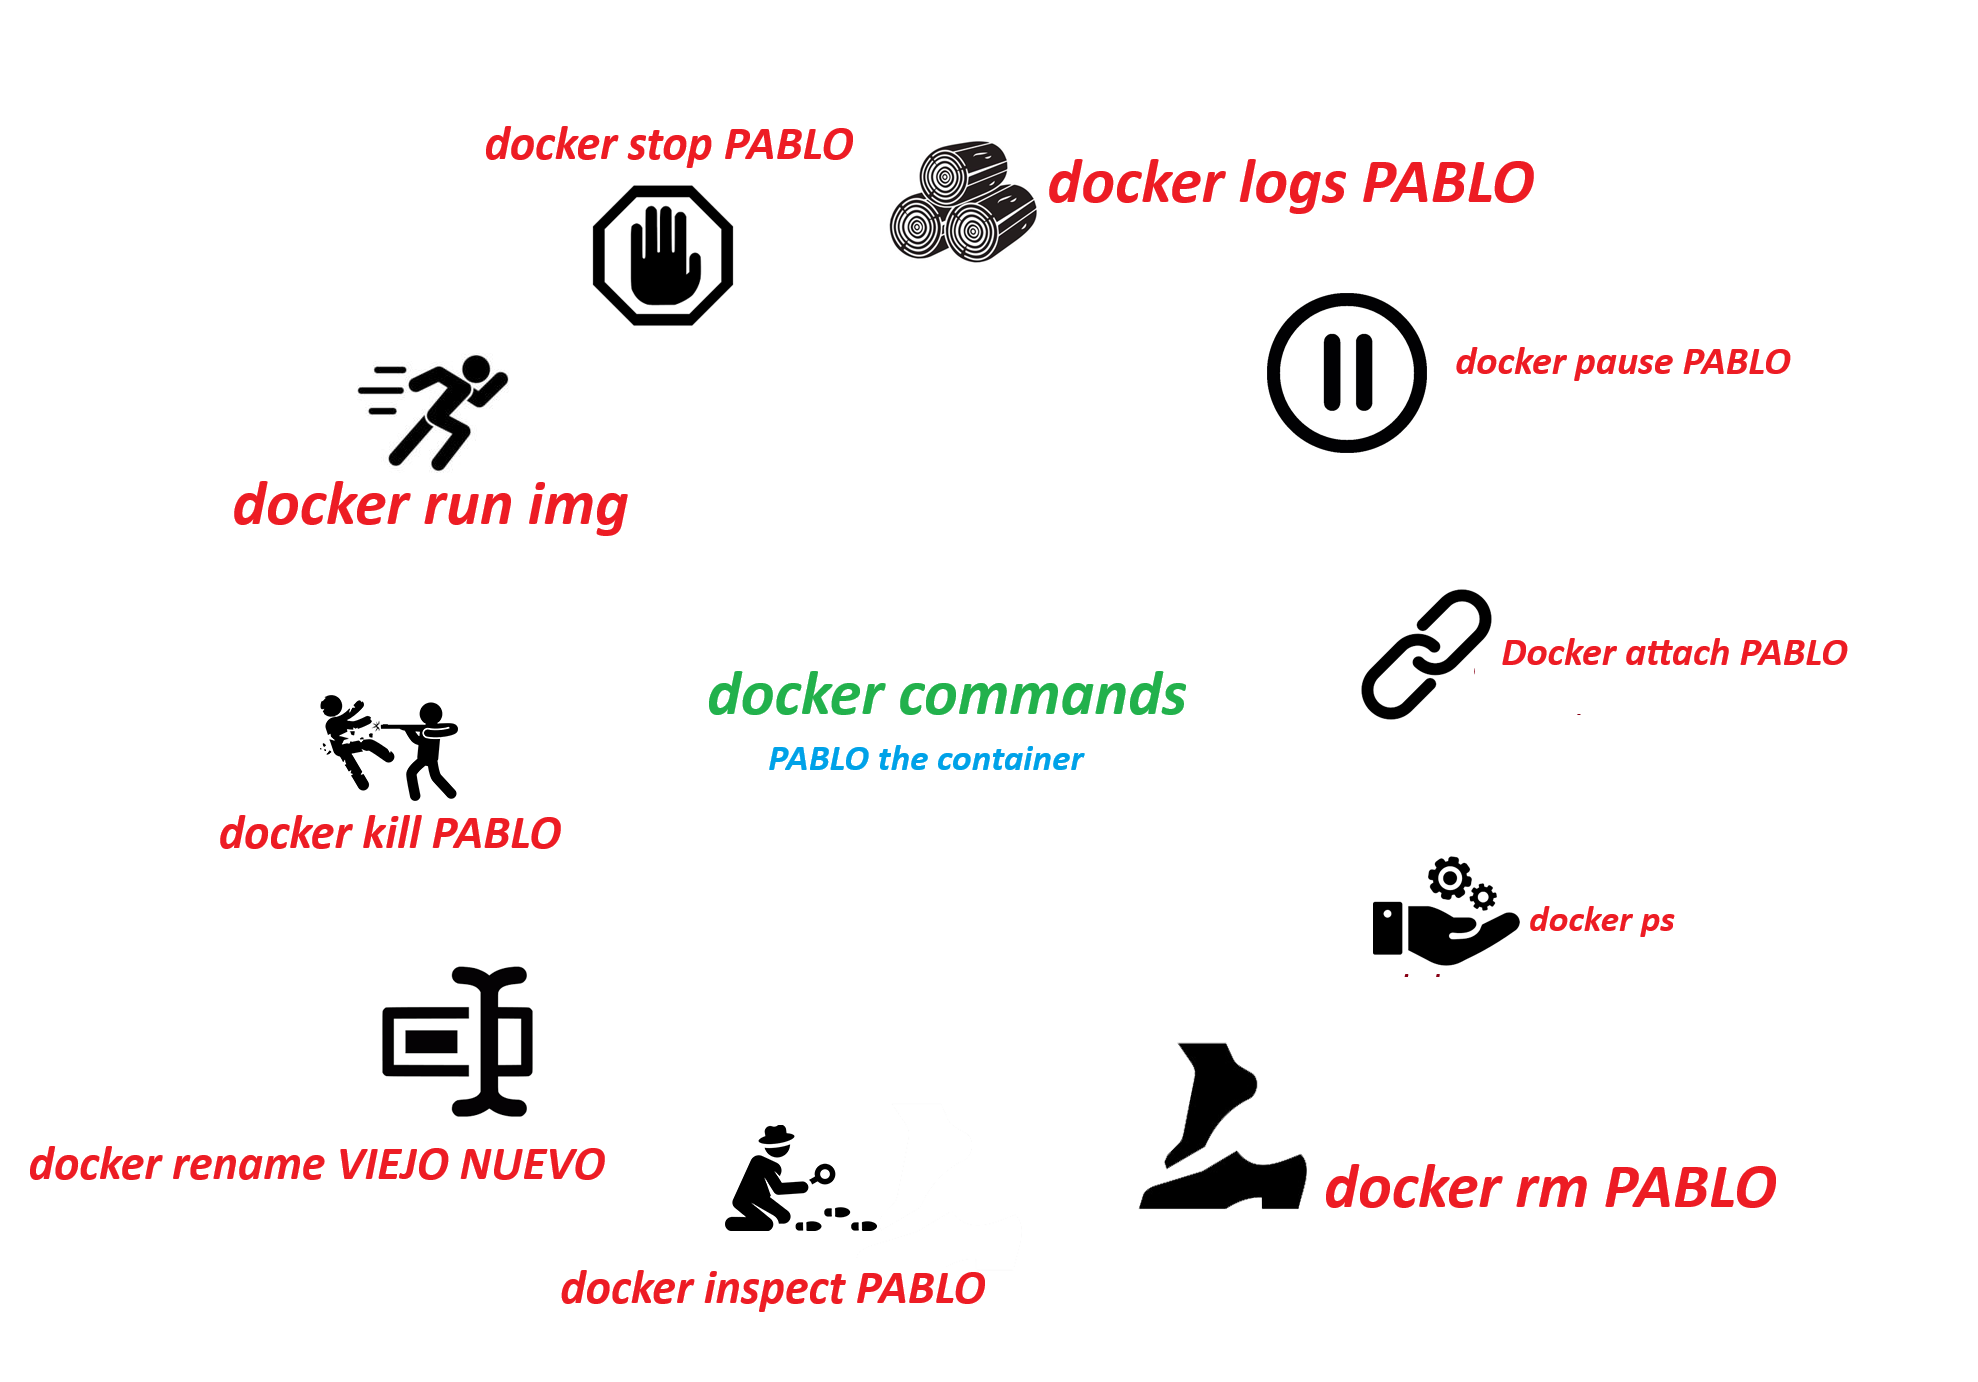 docker stop PABLO
docker logs PABLO
docker pause PABLO
docker run img
Docker attach PABLO
docker commands
PABLO the container
docker kill PABLO
docker ps
docker rename VIEJO NUEVO
docker rm PABLO
docker inspect PABLO